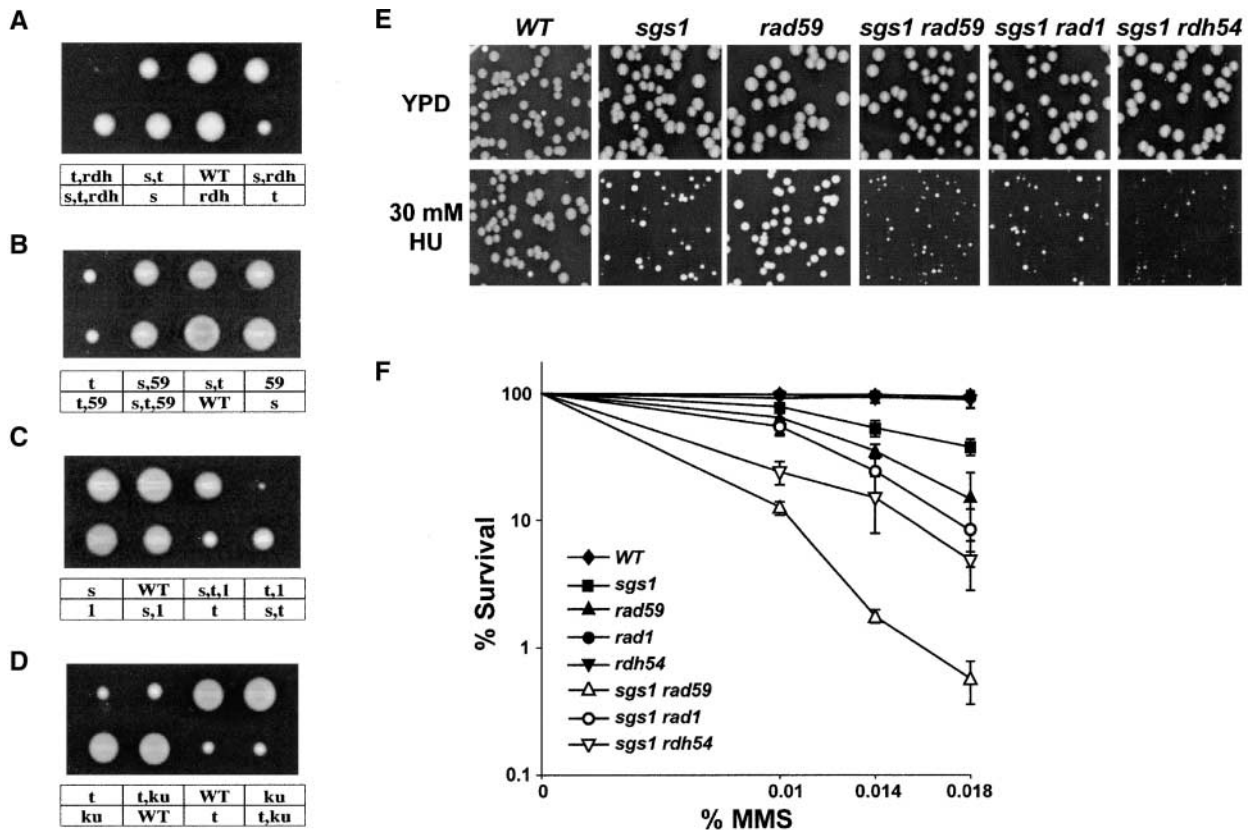 A
t,rdh s,t WT s,rdh
s,t,rdh s rdh t
B
t s,59 s,t 59
t,59 s,t,59 WT s
C
s WT s,t,1 t,1
1 s,1 t s,t
D
t t,ku WT ku
ku WT t t,ku
E
WT sgs1 rad59 sgs1 rad59 sgs1 rad1 sgs1 rdh54
YPD
30 mM
HU
F
100
10
1
0.1
% Survival
WT
sgs1
rad59
rad1
rdh54
sgs1 rad59
sgs1 rad1
sgs1 rdh54
0 0.01 0.014 0.018
% MMS